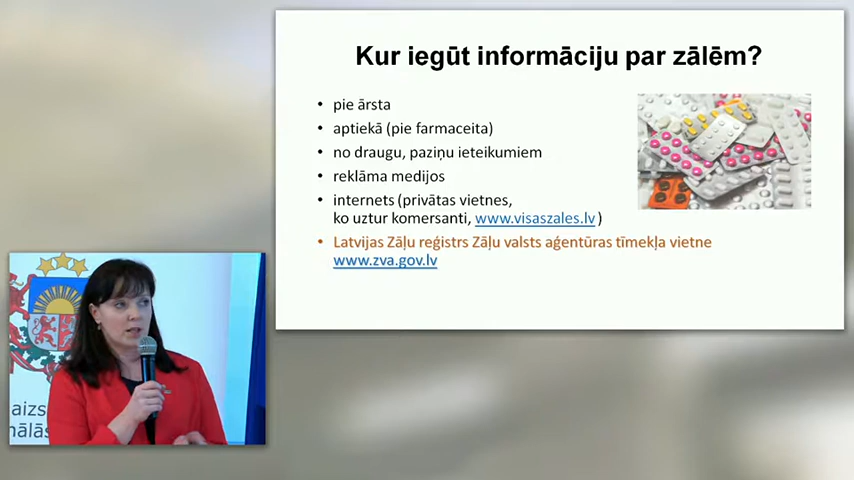 Kur iegūt informāciju par zālēm?
• pie ārsta
• aptiekā (pie farmaceita)
• no draugu, paziņu ieteikumiem
• reklāma medijos
• internets (privātas vietnes,
ko uztur komersanti, www.visaszales.lv )
• Latvijas Zāļu reģistrs Zāļu valsts aģentūras tīmekļa vietne
www.zva.gov.lv
aizs
nālās